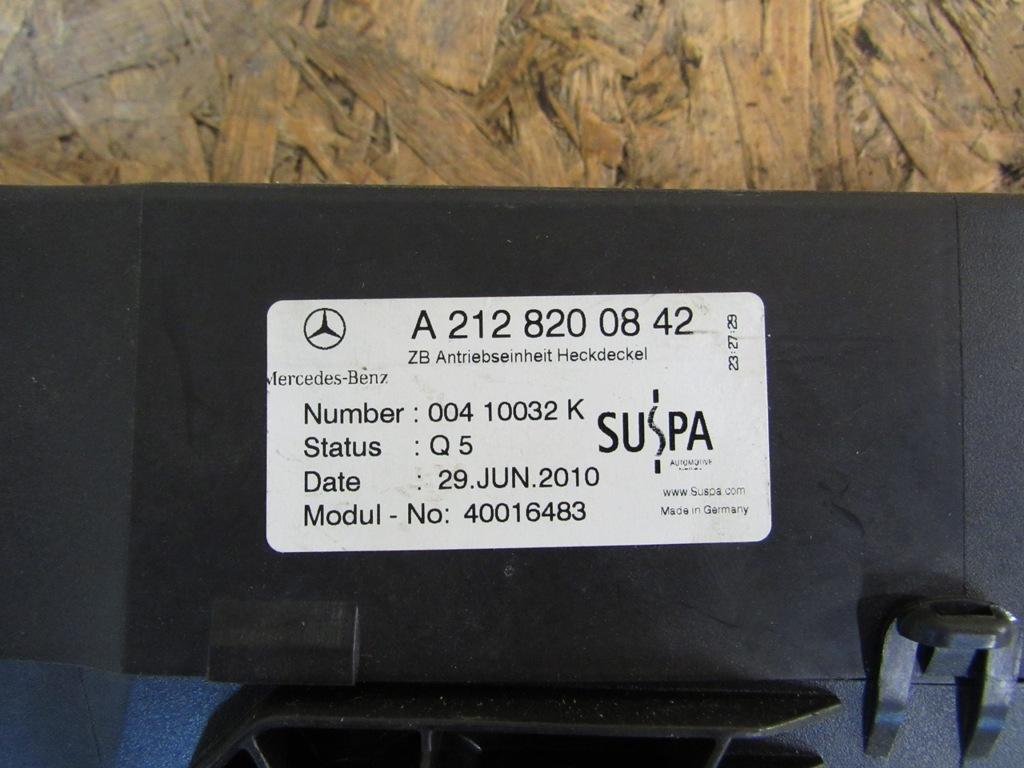 A 212 820 08 42
ZB Antriebseinheit Heckdeckel
23:27:29
Mercedes-Benz
Number : 004 10032 K
Status : Q 5
Date : 29.JUN.2010
Modul - No: 40016483
SUSPA
AUTOMOTIVE
www.Suspa.com
Made in Germany